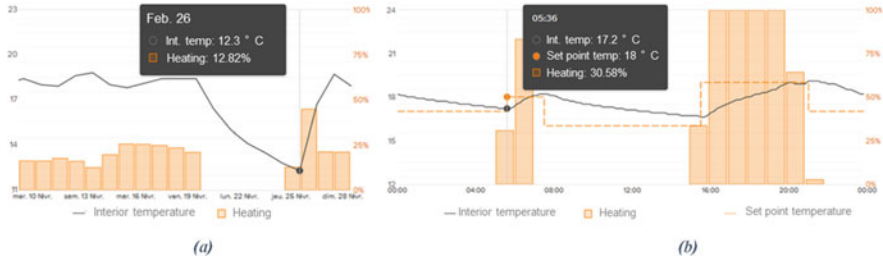 23
19
17
14
11
100%
75%
50%
25%
0%
Feb. 26
Int. temp: 12.3 ° C
Heating: 12.82%
mer. 10 févr.
sam. 13 févr.
mar. 16 févr.
ven. 19 févr.
lun. 22 févr.
jeu. 25 févr.
dim. 28 févr.
Interior temperature
Heating
(a)
24
18
15
12
100%
75%
50%
25%
0%
05:36
Int. temp: 17.2 ° C
Set point temp: 18 ° C
Heating: 30.58%
00:00
04:00
08:00
12:00
16:00
20:00
00:00
Interior temperature
Heating
Set point temperature
(b)